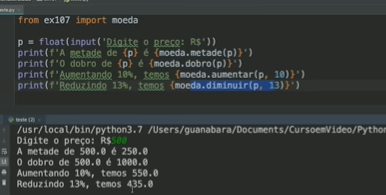 teste.py
from ex107 import moeda
p = float(input('Digite o preço: R$'))
print(f'A metade de {p} é {moeda.metade(p)}')
print(f'O dobro de {p} é {moeda.dobro(p)}')
print(f'Aumentando 10%, temos {moeda.aumentar(p, 10)}')
print(f'Reduzindo 13%, temos {moeda.diminuir(p, 13)}')
teste (2)
/usr/local/bin/python3.7 /Users/guanabara/Documents/CursoemVideo/Python
Digite o preço: R$500
A metade de 500.0 é 250.0
O dobro de 500.0 é 1000.0
Aumentando 10%, temos 550.0
Reduzindo 13%, temos 435.0